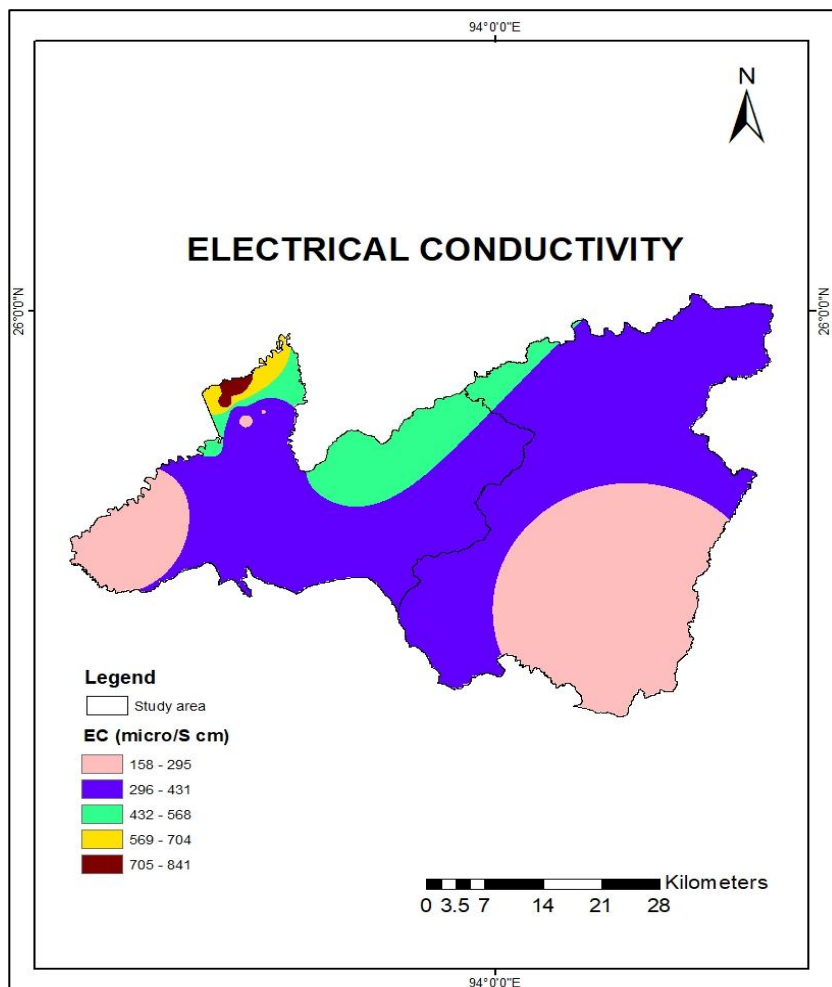 94°0'0"E
N
ELECTRICAL CONDUCTIVITY
26°0'0"N
26°0'0"N
Legend
Study area
EC (micro/S cm)
158 - 295
296 - 431
432 - 568
569 - 704
705 - 841
Kilometers
0 3.5 7 14 21 28
94°0'0"E